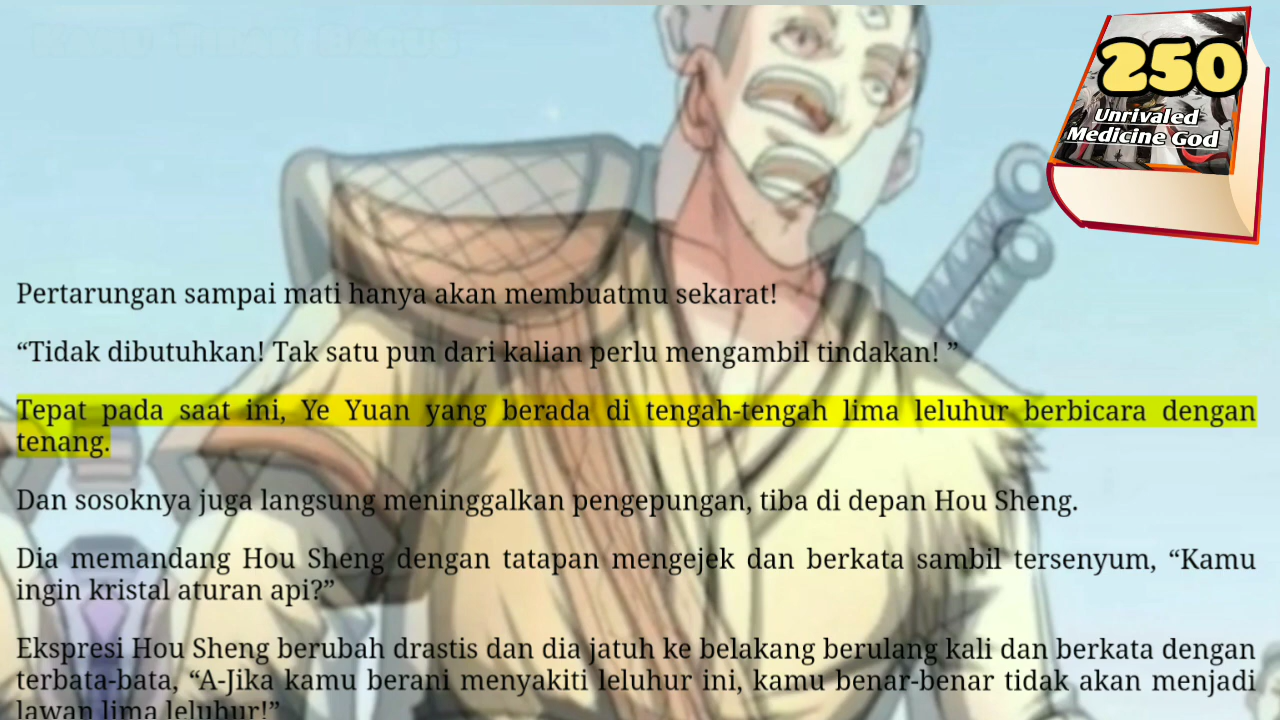 250
Unrivaled
Medicine God
Pertarungan sampai mati hanya akan membuatmu sekarat!
“Tidak dibutuhkan! Tak satu pun dari kalian perlu mengambil tindakan! ”
Tepat pada saat ini, Ye Yuan yang berada di tengah-tengah lima leluhur berbicara dengan
tenang.
Dan sosoknya juga langsung meninggalkan pengepungan, tiba di depan Hou Sheng.
Dia memandang Hou Sheng dengan tatapan mengejek dan berkata sambil tersenyum, “Kamu
ingin kristal aturan api?”
Ekspresi Hou Sheng berubah drastis dan dia jatuh ke belakang berulang kali dan berkata dengan
terbata-bata, “A-Jika kamu berani menyakiti leluhur ini, kamu benar-benar tidak akan menjadi
lawan lima leluhur!”